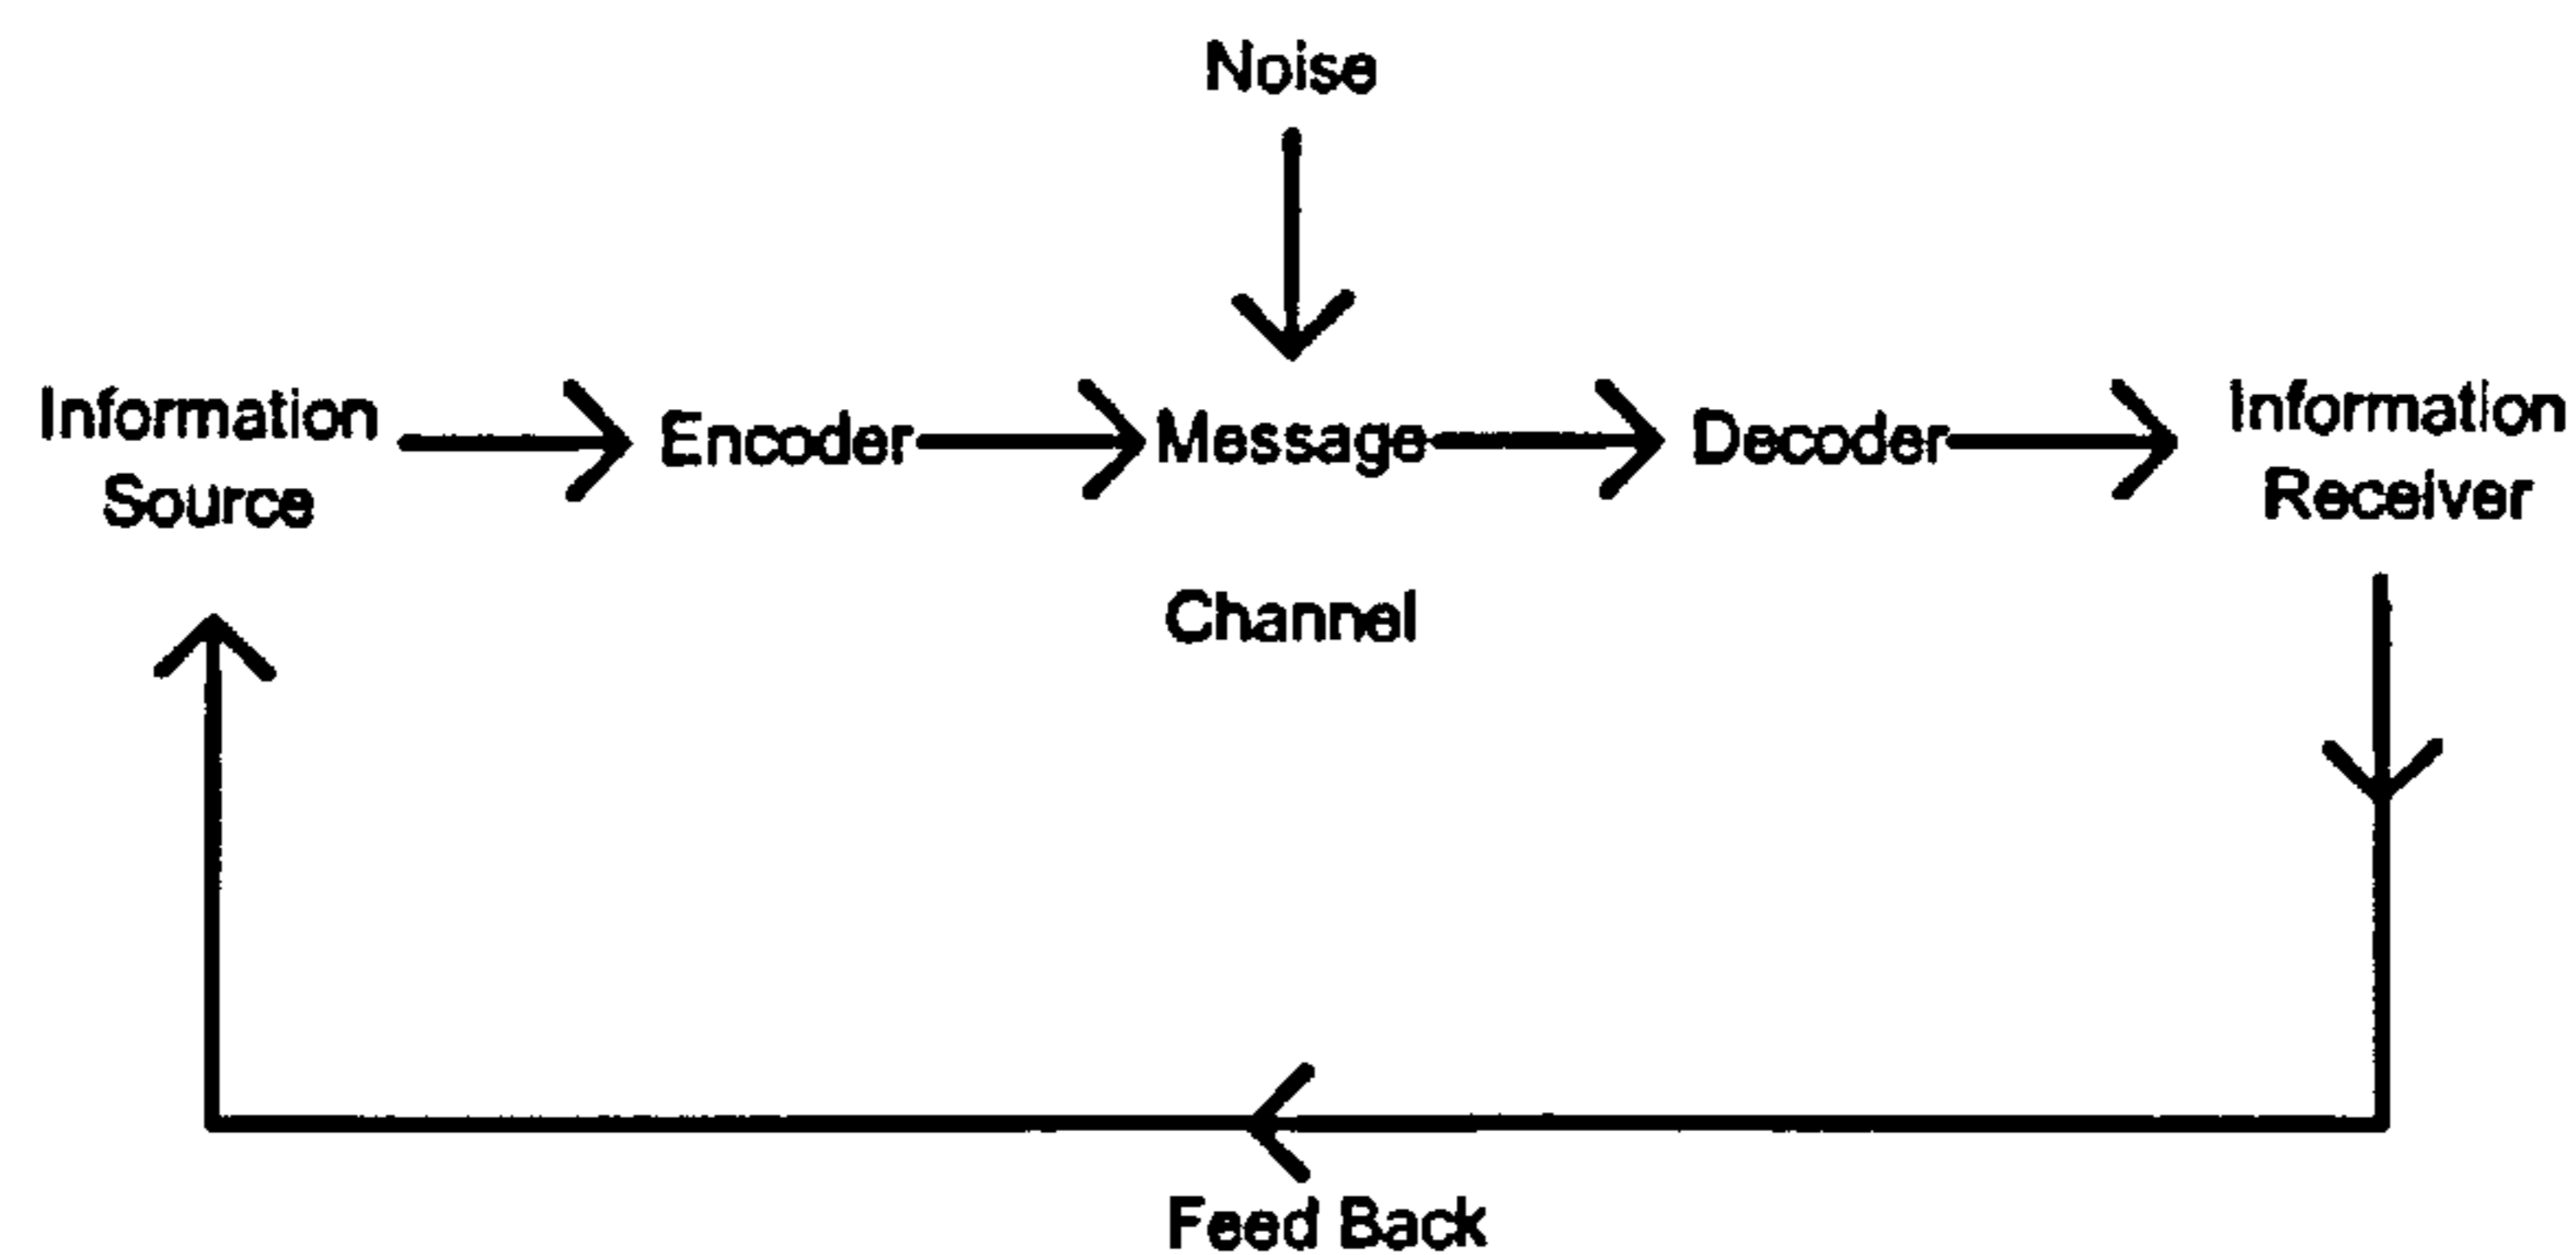 Noise
Information
Source
Encoder
Message
Decoder
Information
Receiver
Channel
Feed Back